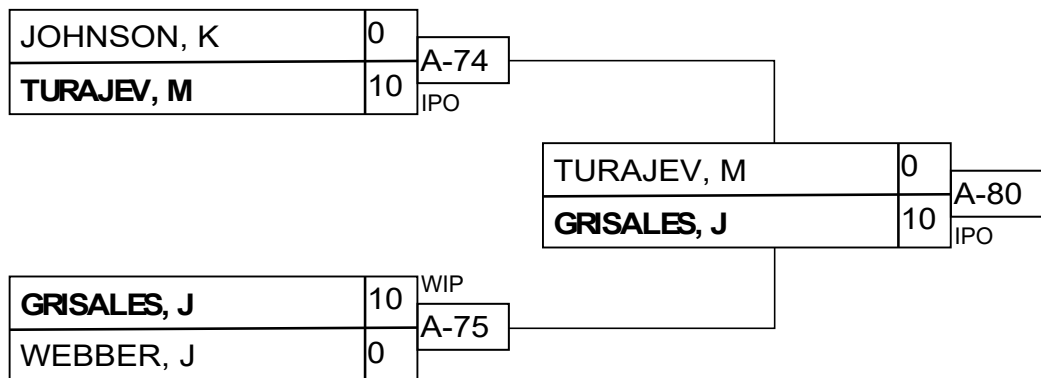 JOHNSON, K 0
A-74
TURAJEV, M 10
IPO
TURAJEV, M 0
A-80
GRISALES, J 10
IPO
GRISALES, J 10
WIP
A-75
WEBBER, J 0